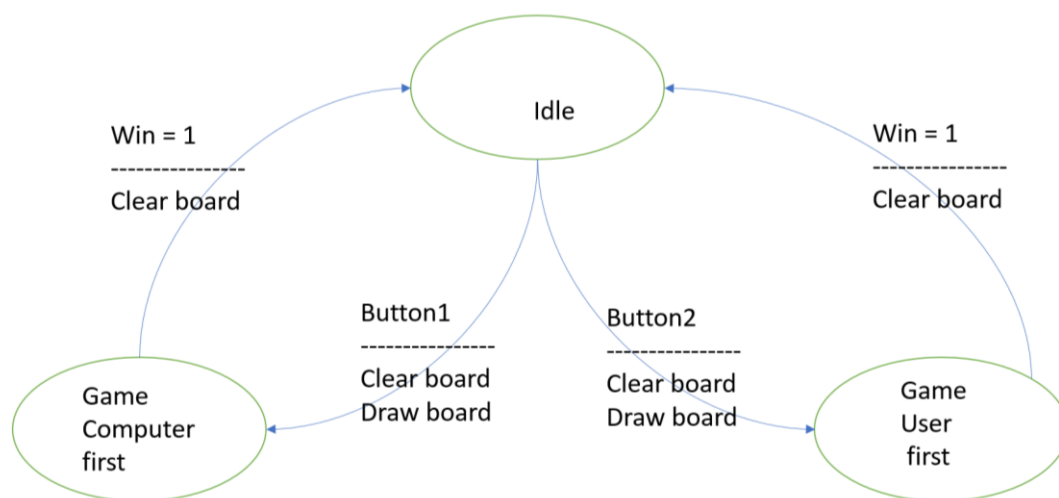 Idle
Win = 1
----------------
Clear board
Win = 1
----------------
Clear board
Button1
----------------
Clear board
Draw board
Button2
----------------
Clear board
Draw board
Game
Computer
first
Game
User
first